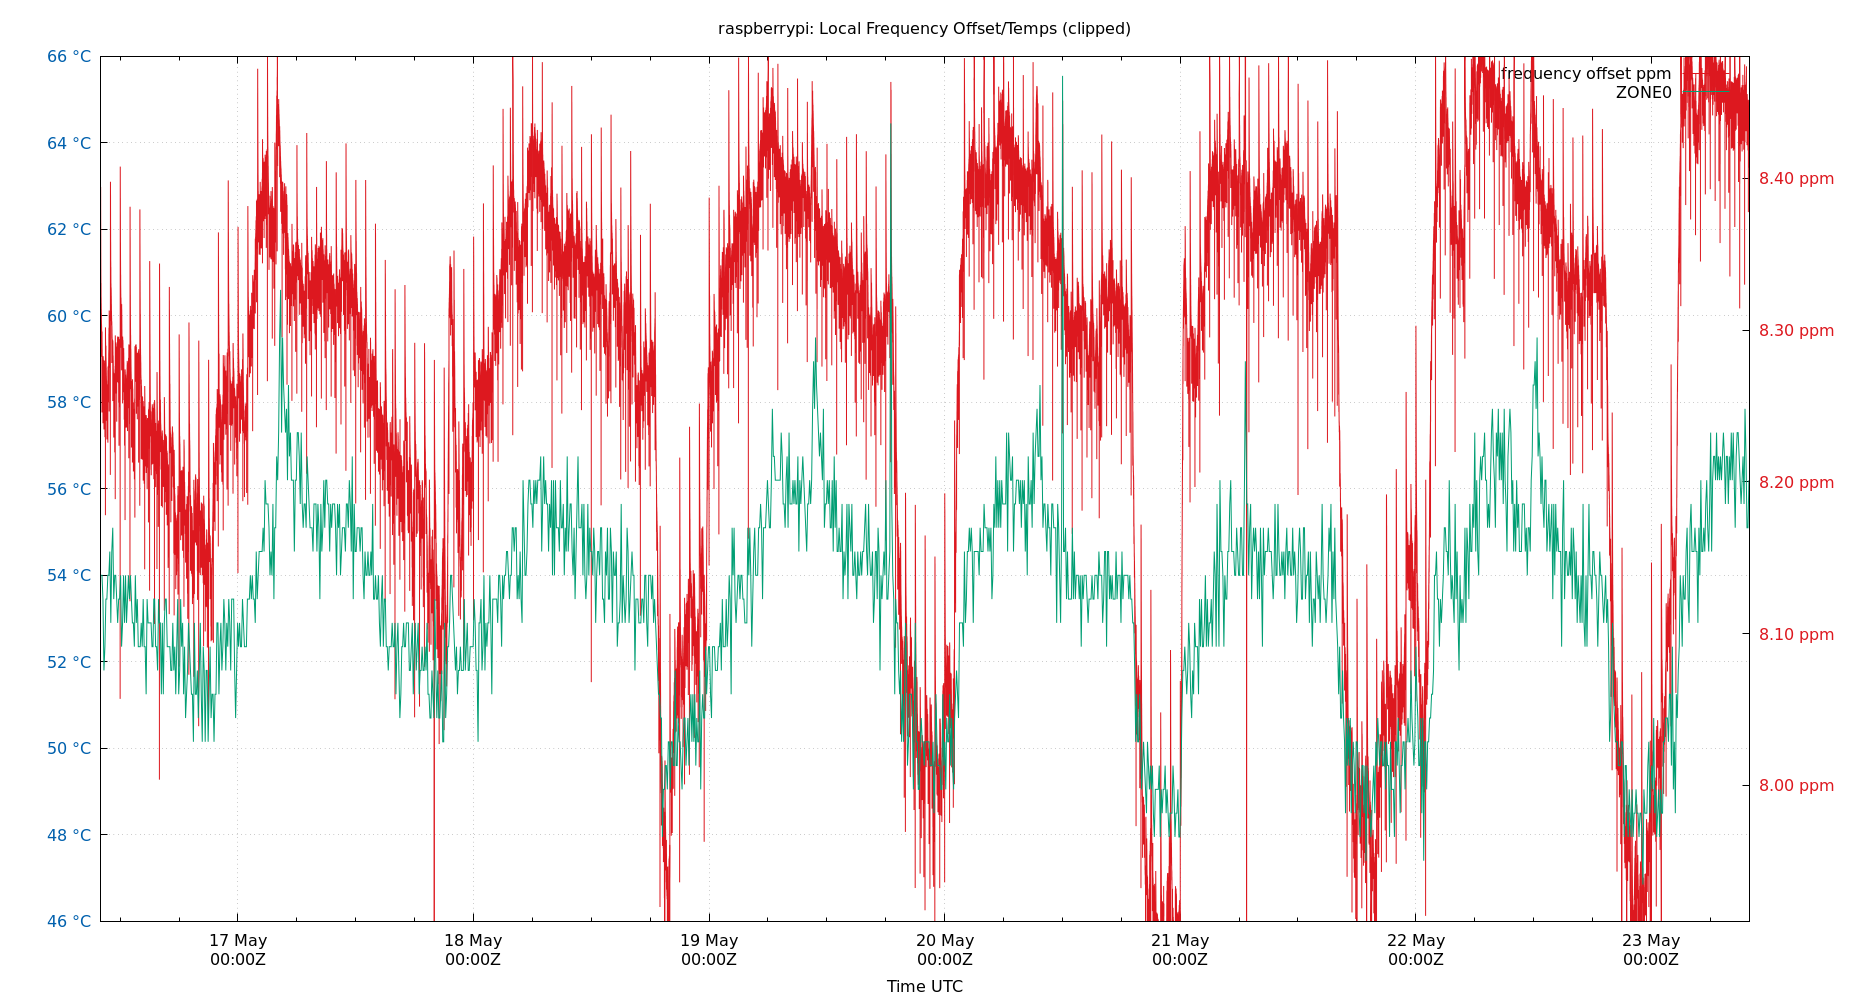 raspberrypi: Local Frequency Offset/Temps (clipped)
66 °C
64 °C
62 °C
60 °C
58 °C
56 °C
54 °C
52 °C
50 °C
48 °C
46 °C
frequency offset ppm
ZONE0
8.40 ppm
8.30 ppm
8.20 ppm
8.10 ppm
8.00 ppm
17 May
00:00Z
18 May
00:00Z
19 May
00:00Z
20 May
00:00Z
21 May
00:00Z
22 May
00:00Z
23 May
00:00Z
Time UTC